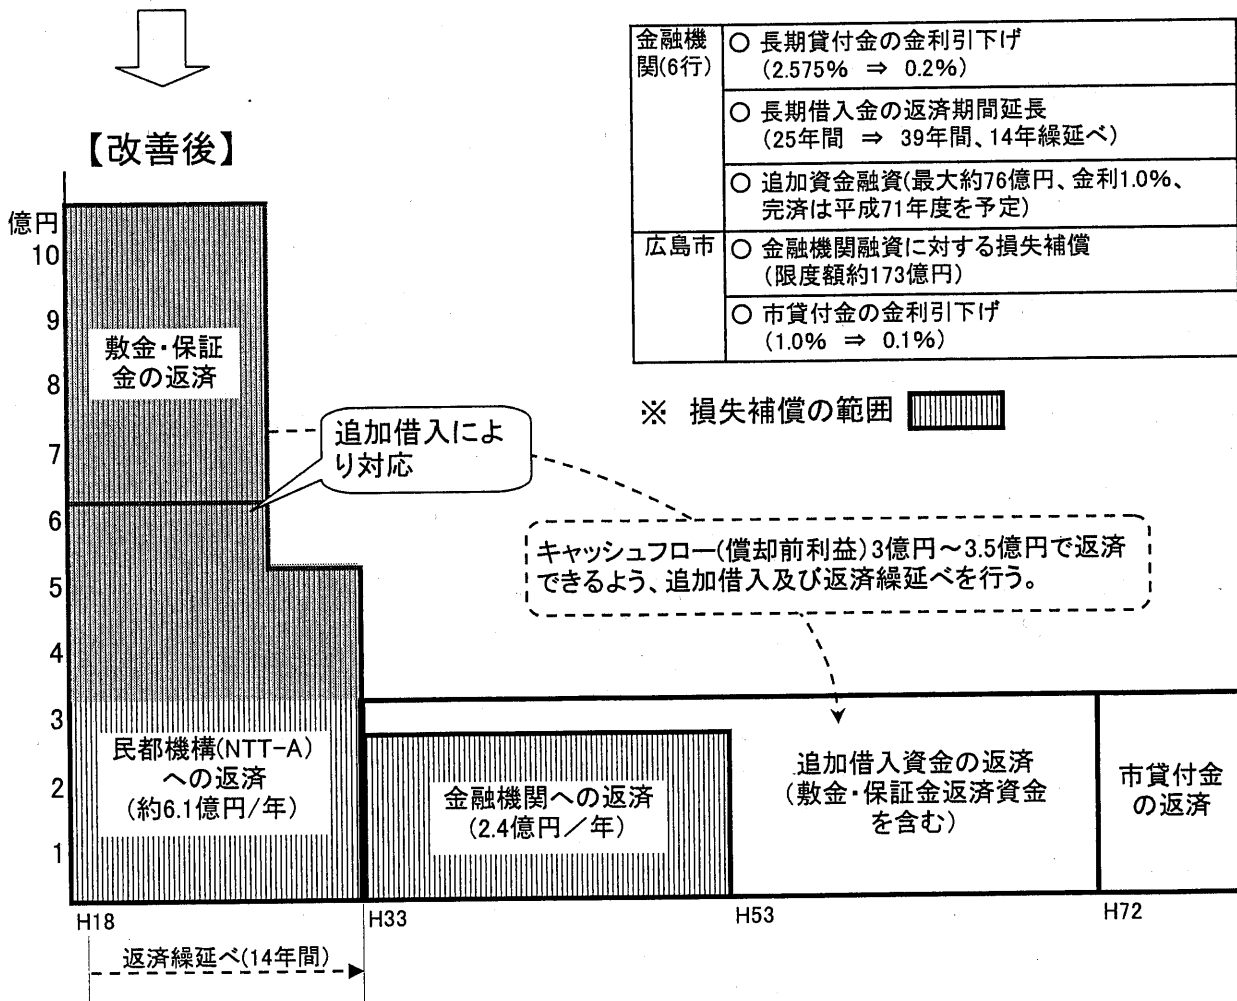 金融機
関(6行)
○ 長期貸付金の金利引下げ
(2.575% ⇒ 0.2%)
○ 長期借入金の返済期間延長
(25年間 ⇒ 39年間、14年繰延べ)
○ 追加資金融資(最大約76億円、金利1.0%、
完済は平成71年度を予定)
広島市
○ 金融機関融資に対する損失補償
(限度額約173億円)
○ 市貸付金の金利引下げ
(1.0% ⇒ 0.1%)
※ 損失補償の範囲
【改善後】
億円
10
9
8
7
6
5
4
3
2
1
敷金・保証
金の返済
追加借入によ
り対応
キャッシュフロー(償却前利益)3億円～3.5億円で返済
できるよう、追加借入及び返済繰延べを行う。
民都機構(NTT-A)
への返済
(約6.1億円/年)
金融機関への返済
(2.4億円／年)
追加借入資金の返済
(敷金・保証金返済資金
を含む)
市貸付金
の返済
H18
H33
H53
H72
返済繰延べ(14年間)